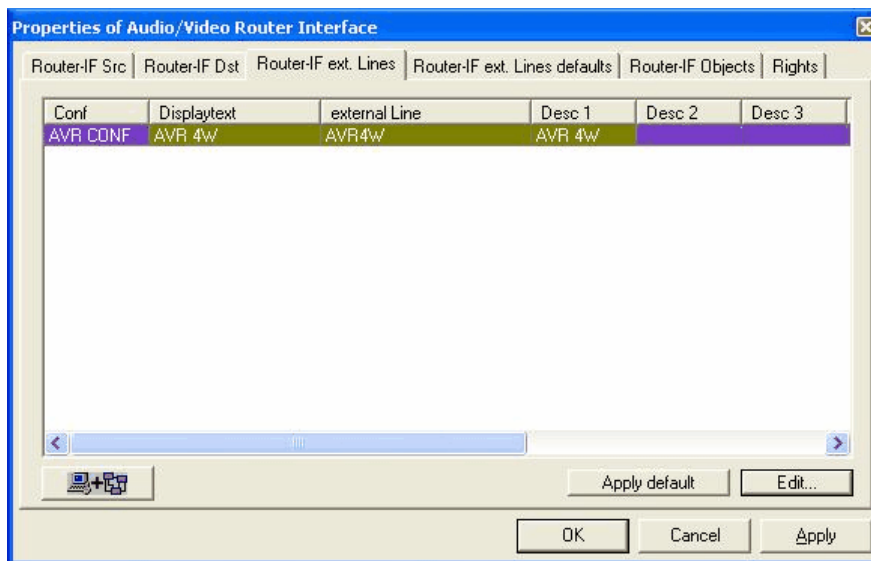 Properties of Audio/Video Router Interface
Router-IF Src Router-IF Dst Router-IF ext. Lines Router-IF ext. Lines defaults Router-IF Objects Rights
Conf Displaytext external Line Desc 1 Desc 2 Desc 3
AVR CONF AVR 4W AVR4W AVR 4W
Apply default Edit...
OK Cancel Apply